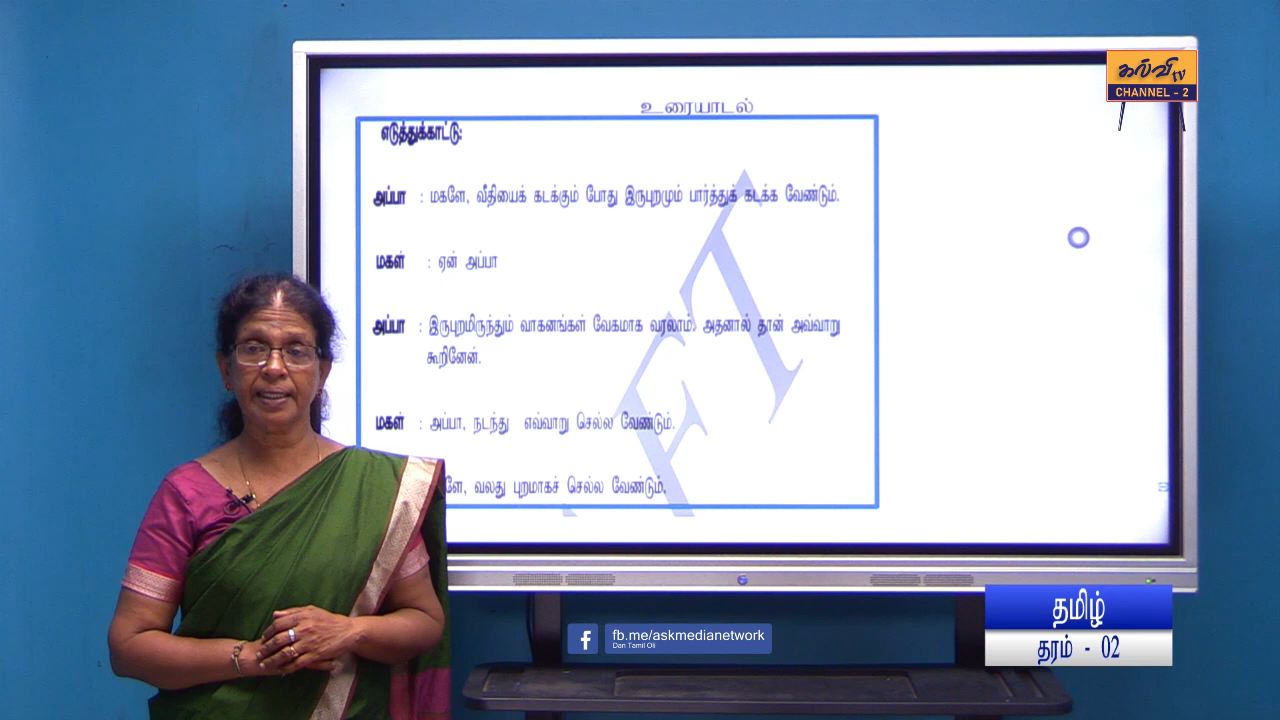 கல்வி tv
CHANNEL - 2
உரையாடல்
எடுத்துக்காட்டு:
அப்பா : மகளே, வீதியைக் கடக்கும் போது இருபுறமும் பார்த்துக் கடக்க வேண்டும்.
மகள் : ஏன் அப்பா
அப்பா : இருபுறமிருந்தும் வாகனங்கள் வேகமாக வரலாம். அதனால் தான் அவ்வாறு
கூறினேன்.
மகள் : அப்பா, நடந்து எவ்வாறு செல்ல வேண்டும்.
ளே, வலது புறமாகச் செல்ல வேண்டும்.
FT
தமிழ்
தரம் - 02
f
fb.me/askmedianetwork
Dan Tamil Oli